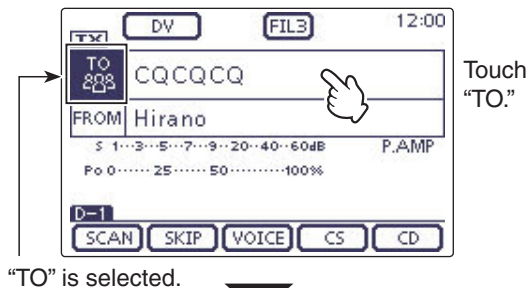 TX DV FIL3 12:00
TO CQCQCQ
Touch
“TO.”
FROM Hirano
S 1···3···5···7···9··20··40··60dB P.AMP
Po 0······25······50··········100%
D-1
SCAN SKIP VOICE CS CD
“TO” is selected.